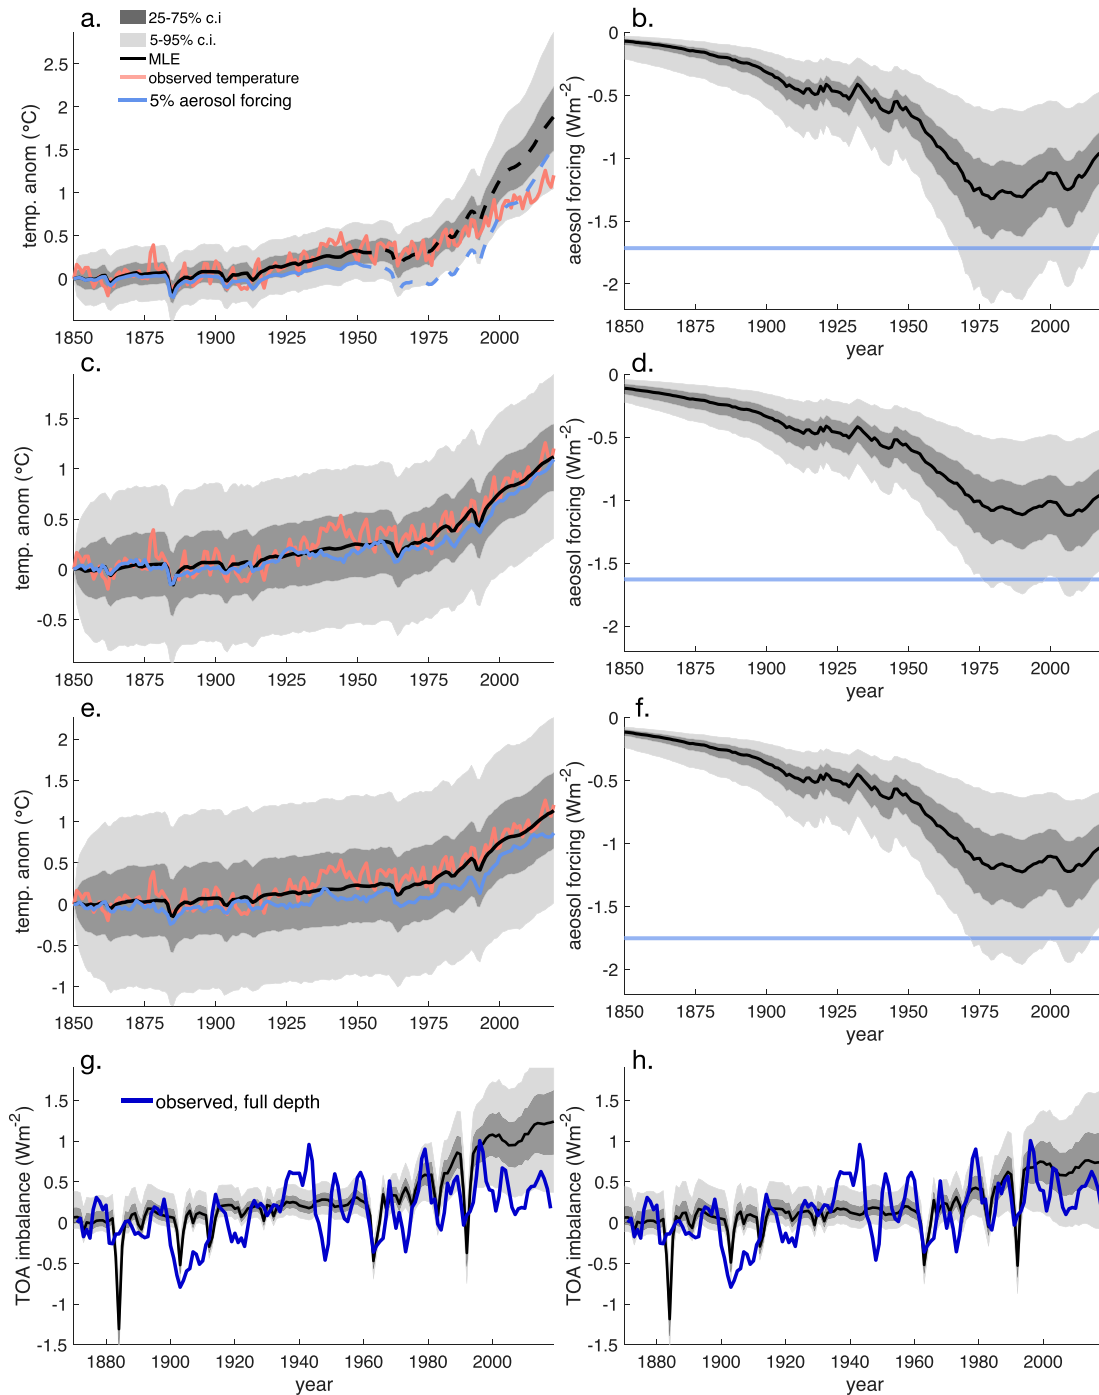 a.
25-75% c.i
5-95% c.i.
MLE
observed temperature
5% aerosol forcing
temp. anom (°C)
2.5
2
1.5
1
0.5
0
1850 1875 1900 1925 1950 1975 2000
b.
aeosol forcing (Wm-2)
0
-0.5
-1
-1.5
-2
1850 1875 1900 1925 1950 1975 2000
year
c.
temp. anom (°C)
1.5
1
0.5
0
-0.5
1850 1875 1900 1925 1950 1975 2000
d.
aeosol forcing (Wm-2)
0
-0.5
-1
-1.5
-2
1850 1875 1900 1925 1950 1975 2000
year
e.
temp. anom (°C)
2
1.5
1
0.5
0
-0.5
-1
1850 1875 1900 1925 1950 1975 2000
f.
aeosol forcing (Wm-2)
0
-0.5
-1
-1.5
-2
1850 1875 1900 1925 1950 1975 2000
year
g.
observed, full depth
TOA imbalance (Wm-2)
1.5
1
0.5
0
-0.5
-1
-1.5
1880 1900 1920 1940 1960 1980 2000
year
h.
TOA imbalance (Wm-2)
1.5
1
0.5
0
-0.5
-1
-1.5
1880 1900 1920 1940 1960 1980 2000
year